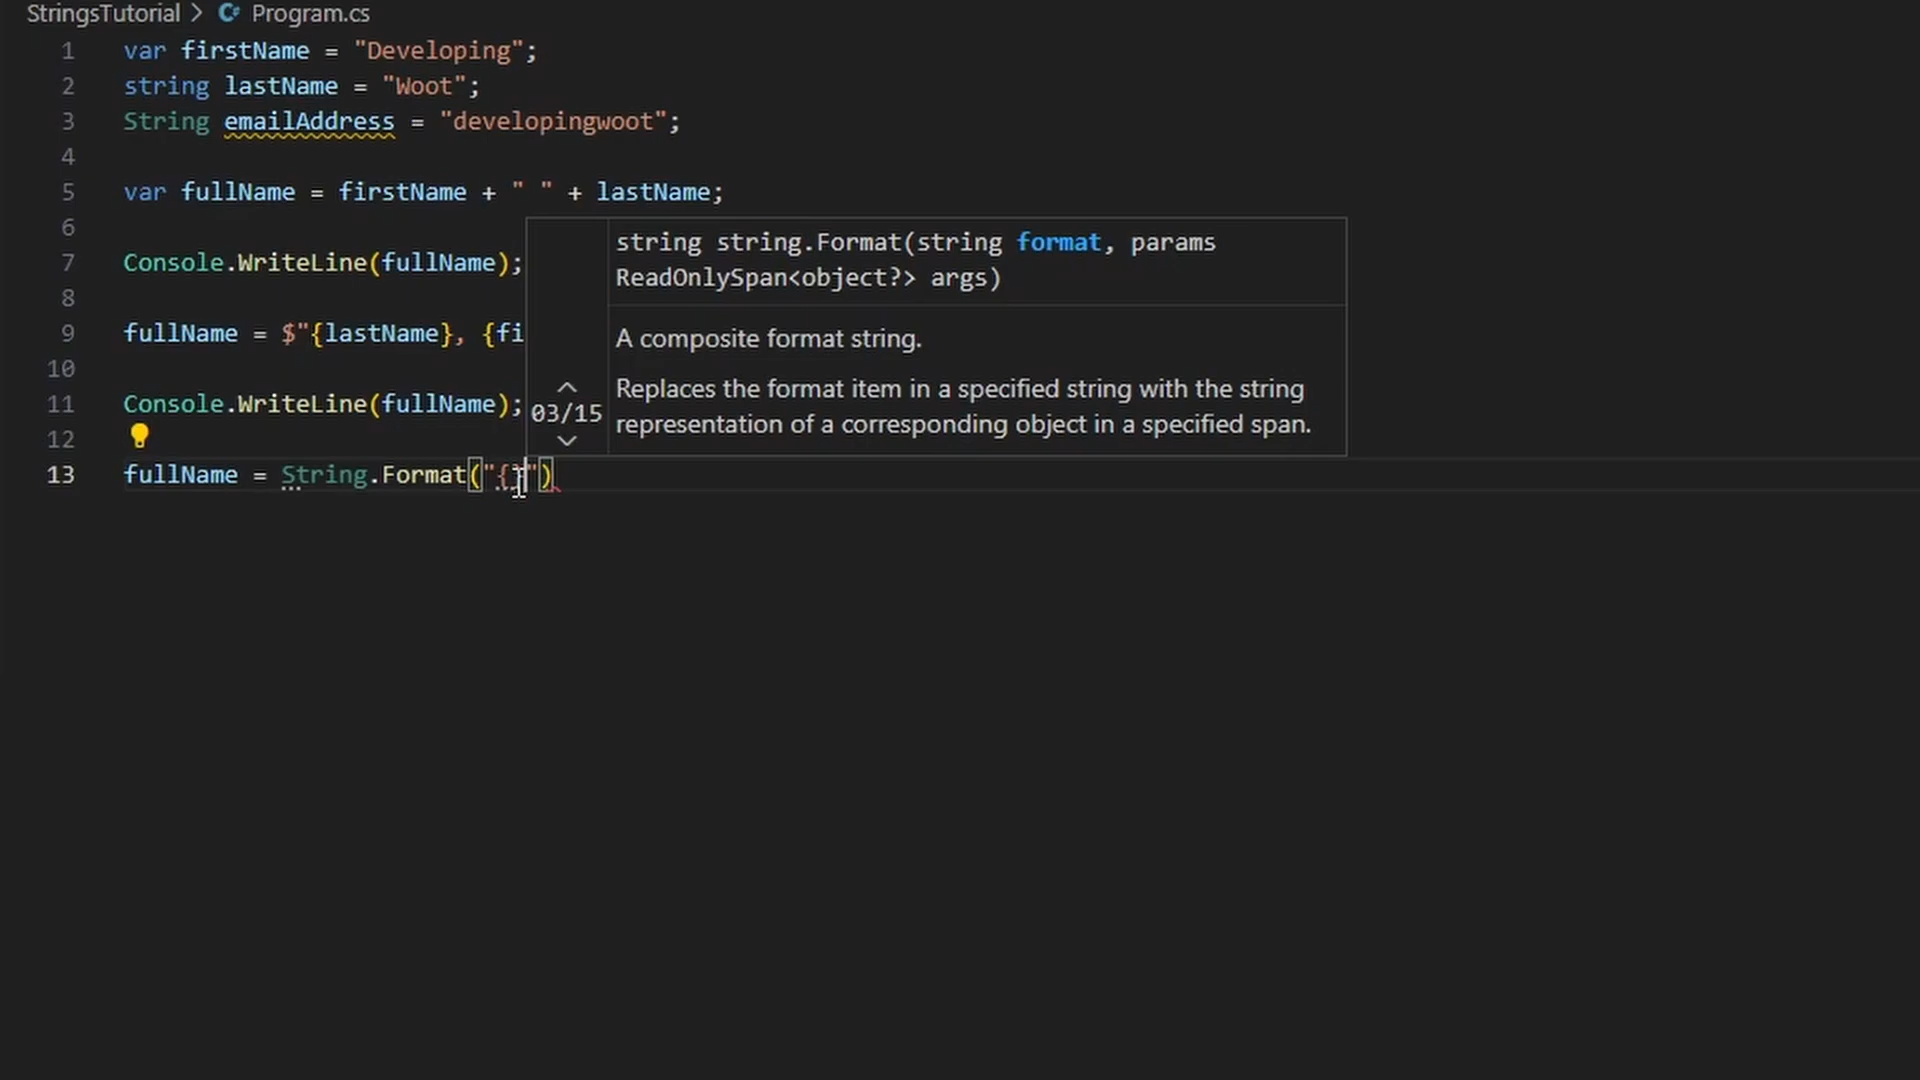 StringsTutorial > C# Program.cs
1 var firstName = "Developing";
2 string lastName = "Woot";
3 String emailAddress = "developingwoot";
4
5 var fullName = firstName + " " + lastName;
6
string string.Format(string format, params
7 Console.WriteLine(fullName);
ReadOnlySpan<object?> args)
8
9 fullName = $"{lastName}, {fi
A composite format string.
10
Replaces the format item in a specified string with the string
11 Console.WriteLine(fullName);
03/15
representation of a corresponding object in a specified span.
12
13 fullName = String.Format("{}")